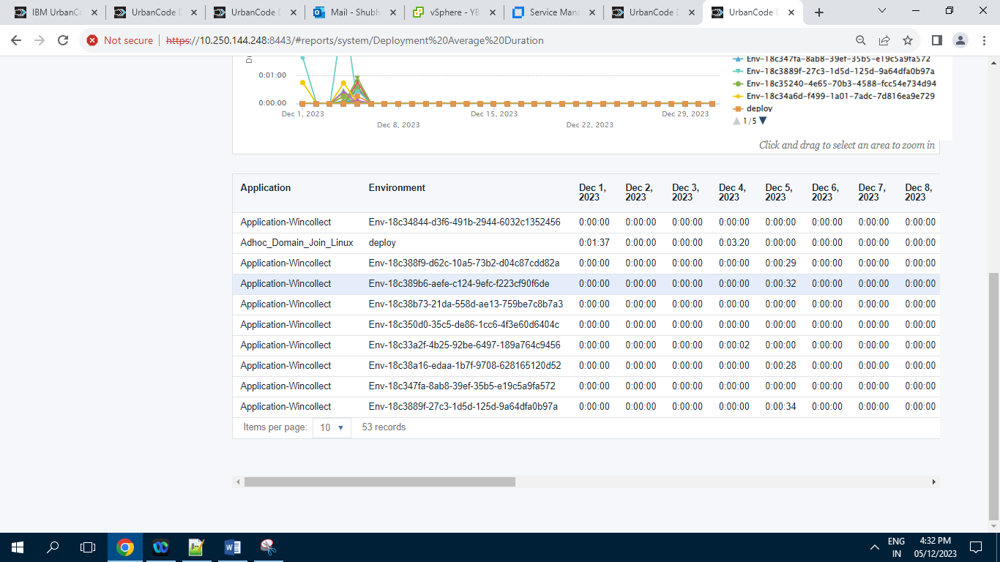 IBM UrbanCo
UrbanCode D
UrbanCode D
Mail - Shubh
vSphere - YB
Service Mana
UrbanCode D
UrbanCode D
Not secure https://10.250.144.248:8443/#reports/system/Deployment%20Average%20Duration
0:01:00
0:00:00
Dec 1, 2023
Dec 8, 2023
Dec 15, 2023
Dec 22, 2023
Dec 29, 2023
Env-18c347fa-8ab8-39ef-35b5-e19c5a9fa572
Env-18c3889f-27c3-1d5d-125d-9a64dfa0b97a
Env-18c35240-4e65-70b3-4588-fcc54e734d94
Env-18c34a6d-f499-1a01-7adc-7d816ea9e729
deploy
1/5
Click and drag to select an area to zoom in
Application Environment Dec 1, 2023 Dec 2, 2023 Dec 3, 2023 Dec 4, 2023 Dec 5, 2023 Dec 6, 2023 Dec 7, 2023 Dec 8, 2023
Application-Wincollect Env-18c34844-d3f6-491b-2944-6032c1352456 0:00:00 0:00:00 0:00:00 0:00:00 0:00:00 0:00:00 0:00:00 0:00:00
Adhoc_Domain_Join_Linux deploy 0:01:37 0:00:00 0:00:00 0:03:20 0:00:00 0:00:00 0:00:00 0:00:00
Application-Wincollect Env-18c388f9-d62c-10a5-73b2-d04c87cdd82a 0:00:00 0:00:00 0:00:00 0:00:00 0:00:29 0:00:00 0:00:00 0:00:00
Application-Wincollect Env-18c389b6-aefe-c124-9efc-f223cf90f6de 0:00:00 0:00:00 0:00:00 0:00:00 0:00:32 0:00:00 0:00:00 0:00:00
Application-Wincollect Env-18c38b73-21da-558d-ae13-759be7c8b7a3 0:00:00 0:00:00 0:00:00 0:00:00 0:00:00 0:00:00 0:00:00 0:00:00
Application-Wincollect Env-18c350d0-35c5-de86-1cc6-4f3e60d6404c 0:00:00 0:00:00 0:00:00 0:00:00 0:00:00 0:00:00 0:00:00 0:00:00
Application-Wincollect Env-18c33a2f-4b25-92be-6497-189a764c9456 0:00:00 0:00:00 0:00:00 0:00:02 0:00:00 0:00:00 0:00:00 0:00:00
Application-Wincollect Env-18c38a16-edaa-1b7f-9708-628165120d52 0:00:00 0:00:00 0:00:00 0:00:00 0:00:28 0:00:00 0:00:00 0:00:00
Application-Wincollect Env-18c347fa-8ab8-39ef-35b5-e19c5a9fa572 0:00:00 0:00:00 0:00:00 0:00:00 0:00:00 0:00:00 0:00:00 0:00:00
Application-Wincollect Env-18c3889f-27c3-1d5d-125d-9a64dfa0b97a 0:00:00 0:00:00 0:00:00 0:00:00 0:00:34 0:00:00 0:00:00 0:00:00
Items per page: 10 53 records
ENG
IN
4:32 PM
05/12/2023